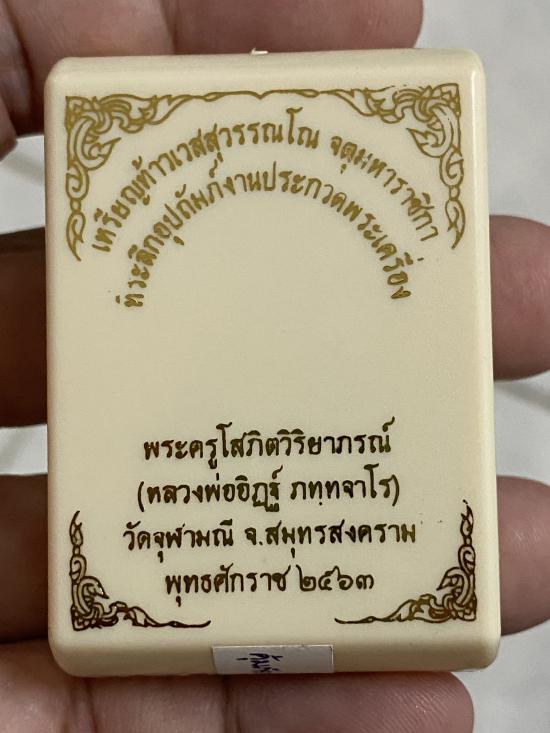 เหรียญท้าวเวสสุวรรณโณ จตุมหาราชิกา
ที่ระลึกอุปถัมภ์งานประกวดพระเครื่อง
พระครูโสภิตวิริยาภรณ์
(หลวงพ่ออิฏฐ์ ภทฺทจาโร)
วัดจุฬามณี จ.สมุทรสงคราม
พุทธศักราช ๒๕๖๓